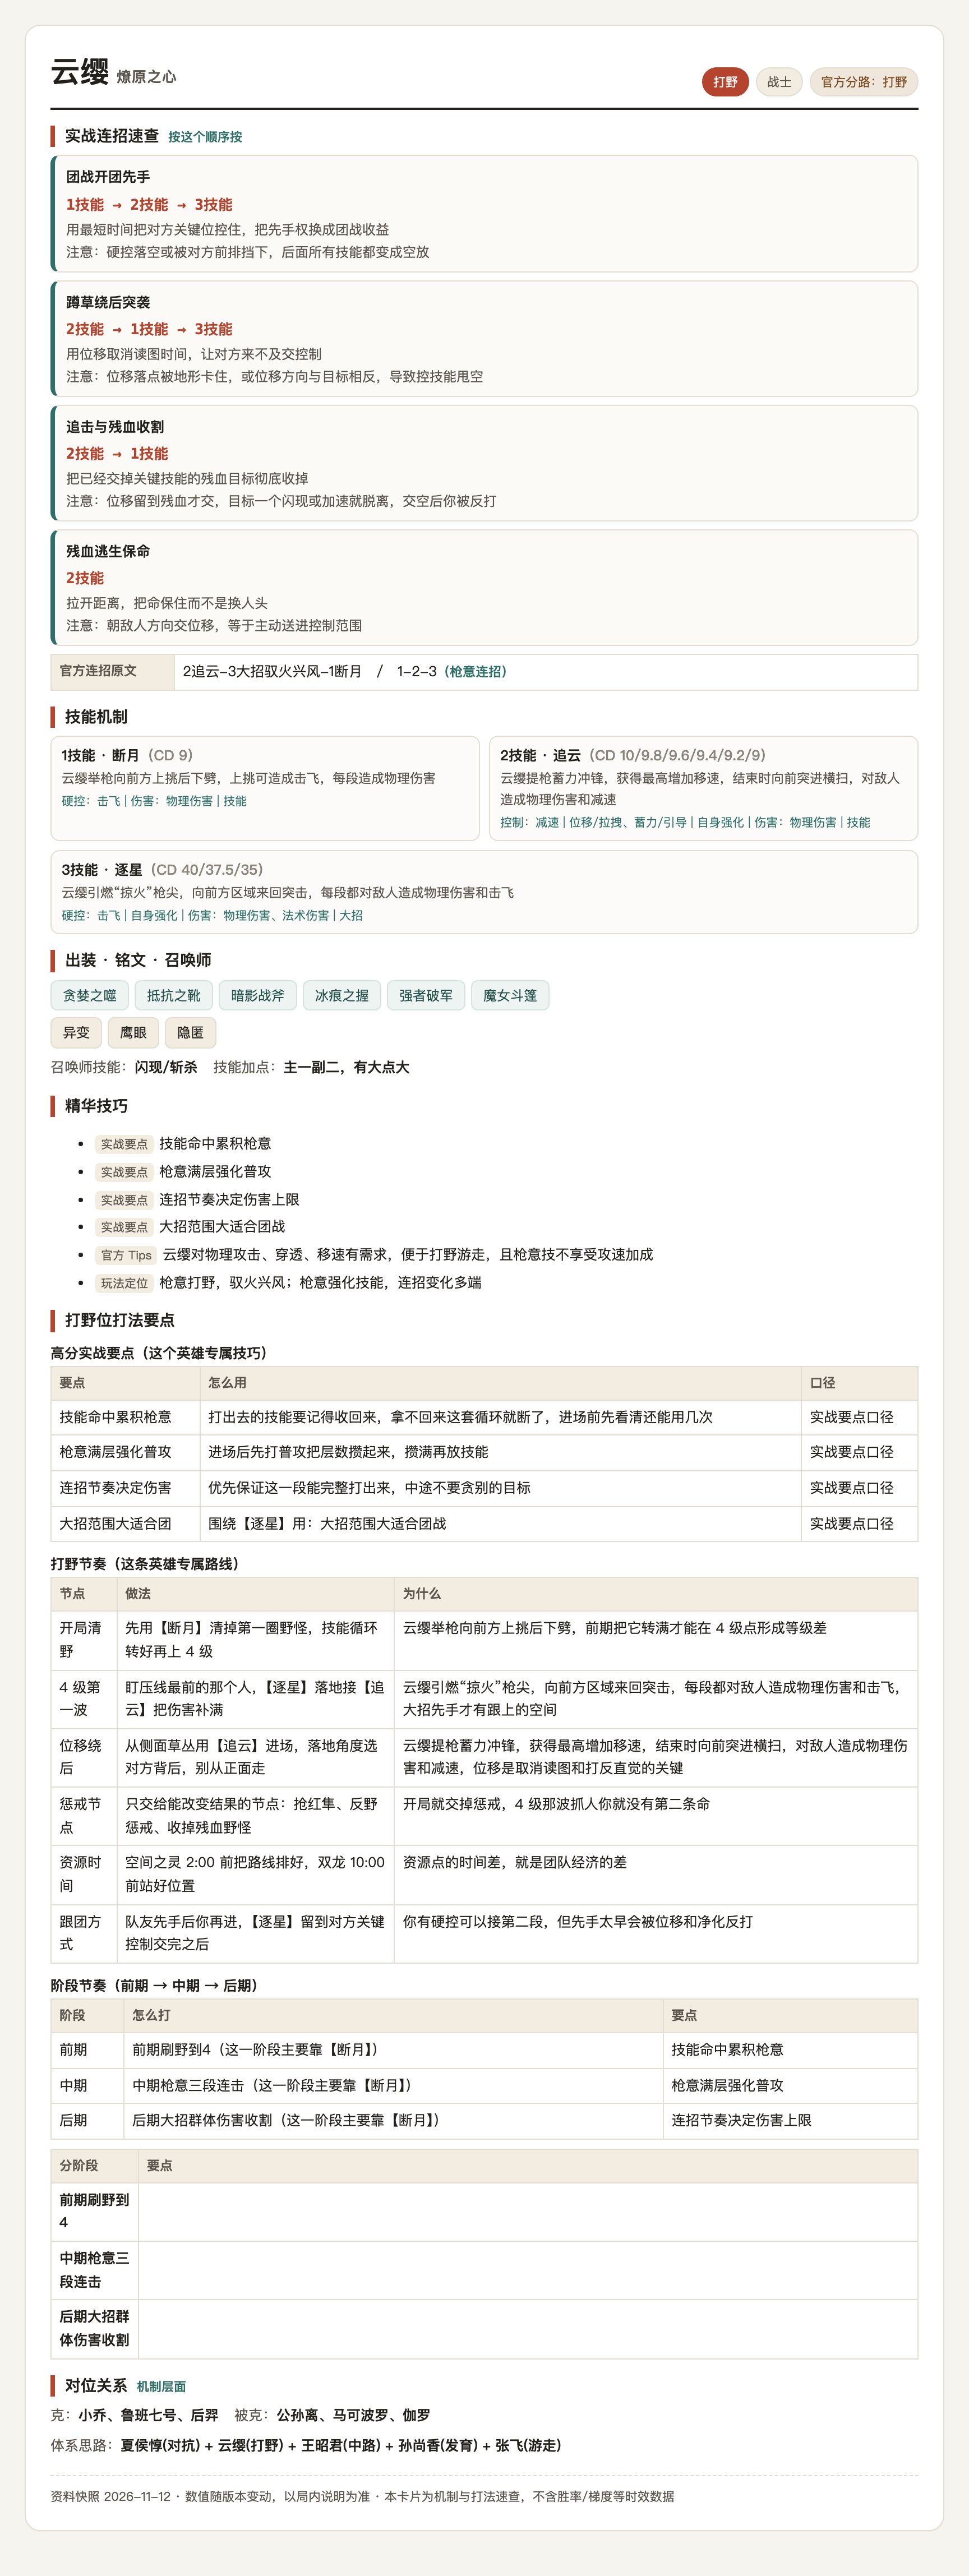 云缨 燎原之心
打野 战士 官方分路：打野
实战连招速查 按这个顺序按
团战开团先手
1技能 → 2技能 → 3技能
用最短时间把对方关键位控住，把先手权换成团战收益
注意：硬控落空或被对方前排挡下，后面所有技能都变成空放
蹲草绕后突袭
2技能 → 1技能 → 3技能
用位移取消读图时间，让对方来不及交控制
注意：位移落点被地形卡住，或位移方向与目标相反，导致控技能甩空
追击与残血收割
2技能 → 1技能
把已经交掉关键技能的残血目标彻底收掉
注意：位移留到残血才交，目标一个闪现或加速就脱离，交空后你被反打
残血逃生保命
2技能
拉开距离，把命保住而不是换人头
注意：朝敌人方向交位移，等于主动送进控制范围
官方连招原文 2追云–3大招驭火兴风–1断月 / 1–2–3（枪意连招）
技能机制
1技能 · 断月（CD 9）
云缨举枪向前方上挑后下劈，上挑可造成击飞，每段造成物理伤害
硬控：击飞 | 伤害：物理伤害 | 技能
2技能 · 追云（CD 10/9.8/9.6/9.4/9.2/9）
云缨提枪蓄力冲锋，获得最高增加移速，结束时向前突进横扫，对敌人
造成物理伤害和减速
控制：减速 | 位移/拉拽、蓄力/引导 | 自身强化 | 伤害：物理伤害 | 技能
3技能 · 逐星（CD 40/37.5/35）
云缨引燃“掠火”枪尖，向前方区域来回突击，每段都对敌人造成物理伤害和击飞
硬控：击飞 | 自身强化 | 伤害：物理伤害、法术伤害 | 大招
出装 · 铭文 · 召唤师
贪婪之噬 抵抗之靴 暗影战斧 冰痕之握 强者破军 魔女斗篷
异变 鹰眼 隐匿
召唤师技能：闪现/斩杀 技能加点：主一副二，有大点大
精华技巧
• 实战要点 技能命中累积枪意
• 实战要点 枪意满层强化普攻
• 实战要点 连招节奏决定伤害上限
• 实战要点 大招范围大适合团战
• 官方 Tips 云缨对物理攻击、穿透、移速有需求，便于打野游走，且枪意技不享受攻速加成
• 玩法定位 枪意打野，驭火兴风；枪意强化技能，连招变化多端
打野位打法要点
高分实战要点（这个英雄专属技巧）
要点 怎么用 口径
技能命中累积枪意 打出去的技能要记得收回来，拿不回来这套循环就断了，进场前先看清还能用几次 实战要点口径
枪意满层强化普攻 进场后先打普攻把层数攒起来，攒满再放技能 实战要点口径
连招节奏决定伤害 优先保证这一段能完整打出来，中途不要贪别的目标 实战要点口径
大招范围大适合团 围绕【逐星】用：大招范围大适合团战 实战要点口径
打野节奏（这条英雄专属路线）
节点 做法 为什么
开局清
野
先用【断月】清掉第一圈野怪，技能循环
转好再上 4 级
云缨举枪向前方上挑后下劈，前期把它转满才能在 4 级点形成等级差
4 级第
一波
盯压线最前的那个人，【逐星】落地接【追
云】把伤害补满
云缨引燃“掠火”枪尖，向前方区域来回突击，每段都对敌人造成物理伤害和击飞，
大招先手才有跟上的空间
位移绕
后
从侧面草丛用【追云】进场，落地角度选
对方背后，别从正面走
云缨提枪蓄力冲锋，获得最高增加移速，结束时向前突进横扫，对敌人造成物理伤
害和减速，位移是取消读图和打反直觉的关键
惩戒节
点
只交给能改变结果的节点：抢红隼、反野
惩戒、收掉残血野怪
开局就交掉惩戒，4 级那波抓人你就没有第二条命
资源时
间
空间之灵 2:00 前把路线排好，双龙 10:00
前站好位置
资源点的时间差，就是团队经济的差
跟团方
式
队友先手后你再进，【逐星】留到对方关键
控制交完之后
你有硬控可以接第二段，但先手太早会被位移和净化反打
阶段节奏（前期 → 中期 → 后期）
阶段 怎么打 要点
前期 前期刷野到4（这一阶段主要靠【断月】） 技能命中累积枪意
中期 中期枪意三段连击（这一阶段主要靠【断月】） 枪意满层强化普攻
后期 后期大招群体伤害收割（这一阶段主要靠【断月】） 连招节奏决定伤害上限
分阶段 要点
前期刷野到
4
中期枪意三
段连击
后期大招群
体伤害收割
对位关系 机制层面
克：小乔、鲁班七号、后羿 被克：公孙离、马可波罗、伽罗
体系思路：夏侯惇(对抗) + 云缨(打野) + 王昭君(中路) + 孙尚香(发育) + 张飞(游走)
资料快照 2026–11–12 · 数值随版本变动，以局内说明为准 · 本卡片为机制与打法速查，不含胜率/梯度等时效数据